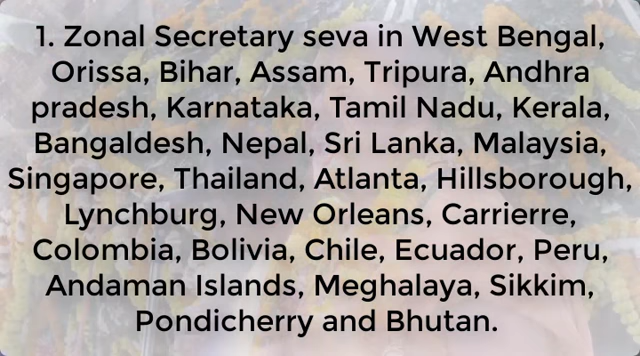 1. Zonal Secretary seva in West Bengal,
Orissa, Bihar, Assam, Tripura, Andhra
pradesh, Karnataka, Tamil Nadu, Kerala,
Bangaldesh, Nepal, Sri Lanka, Malaysia,
Singapore, Thailand, Atlanta, Hillsborough,
Lynchburg, New Orleans, Carrierre,
Colombia, Bolivia, Chile, Ecuador, Peru,
Andaman Islands, Meghalaya, Sikkim,
Pondicherry and Bhutan.